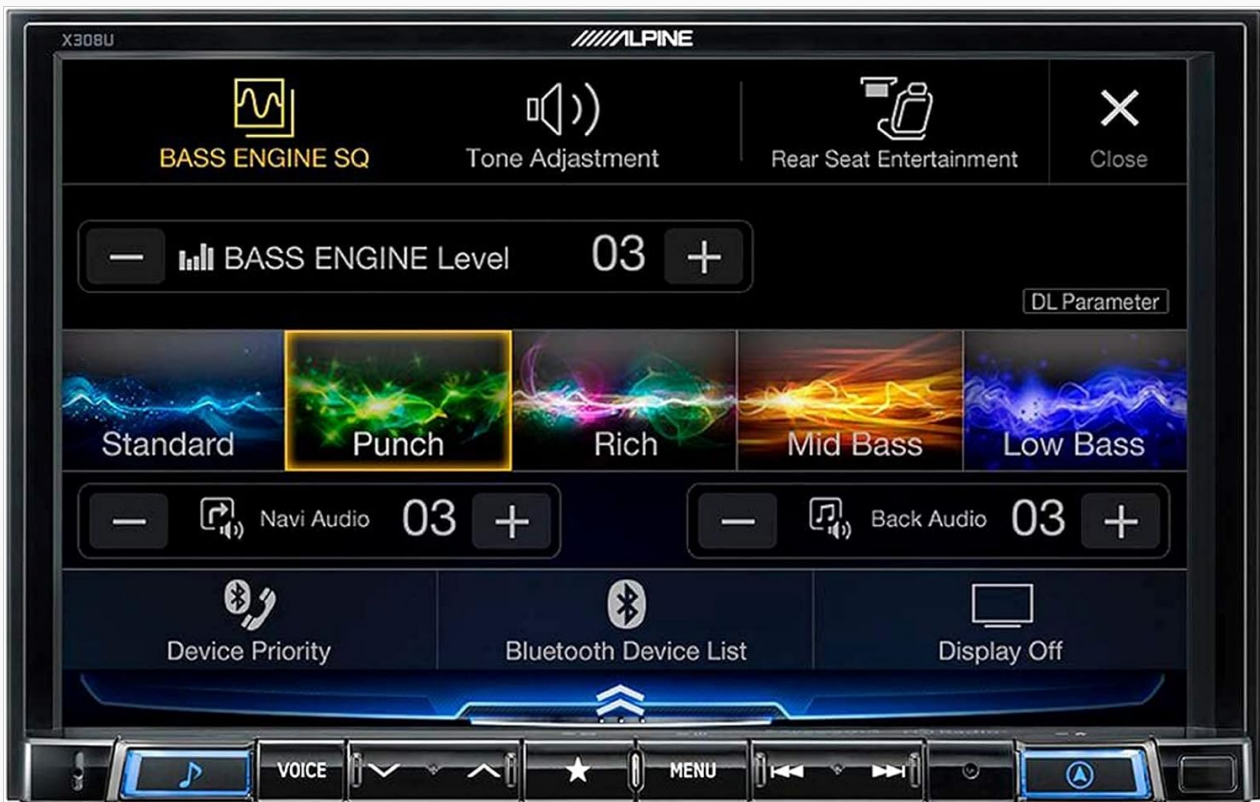 X308U
ALPINE
BASS ENGINE SQ
Tone Adjustment
Rear Seat Entertainment
Close
BASS ENGINE Level 03
DL Parameter
Standard
Punch
Rich
Mid Bass
Low Bass
Navi Audio 03
Back Audio 03
Device Priority
Bluetooth Device List
Display Off
VOICE
MENU